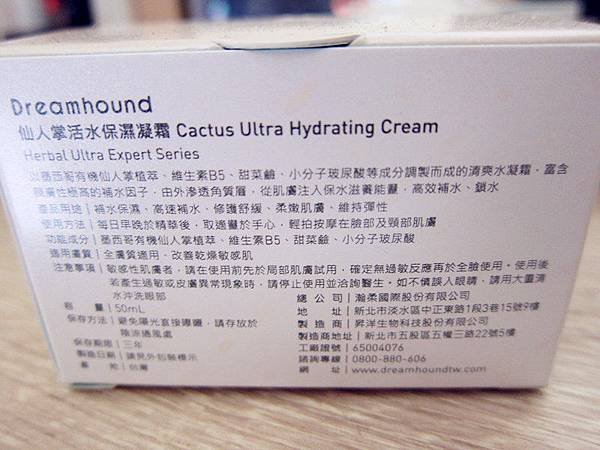 Dreamhound
仙人掌活水保濕凝霜 Cactus Ultra Hydrating Cream
Herbal Ultra Expert Series
以墨西哥有機仙人掌植萃、維生素B5、甜菜鹼、小分子玻尿酸等成分調製而成的清爽水凝霜，富含
親膚性極高的補水因子，由外滲透角質層，從肌膚注入保水滋養能量，高效補水、鎖水
產品用途｜補水保濕、高速補水、修護舒緩、柔嫩肌膚、維持彈性
使用方法｜每日早晚於精華後，取適量於手心，輕拍按摩在臉部及頸部肌膚
功能成分｜墨西哥有機仙人掌植萃、維生素B5、甜菜鹼、小分子玻尿酸
適用膚質｜全膚質適用，改善乾燥敏感肌
注意事項｜敏感性肌膚者，請在使用前先於局部肌膚試用，確定無過敏反應再於全臉使用。使用後
若產生過敏或皮膚異常現象時，請停止使用並洽詢醫生。如不慎誤入眼睛，請用大量清
水沖洗眼部
容 量｜50mL
保存方法｜避免陽光直接曝曬，請存放於
陰涼通風處
保存期限｜三年
製造日期｜請見外包裝標示
產 地｜台灣
總 公 司｜瀚柔國際股份有限公司
地 址｜新北市淡水區中正東路1段3巷15號9樓
製 造 商｜昇洋生物科技股份有限公司
製造商地址｜新北市五股區五權三路22號5樓
工廠證號｜65004076
諮詢專線｜0800-880-606
網 址｜www.dreamhoundtw.com